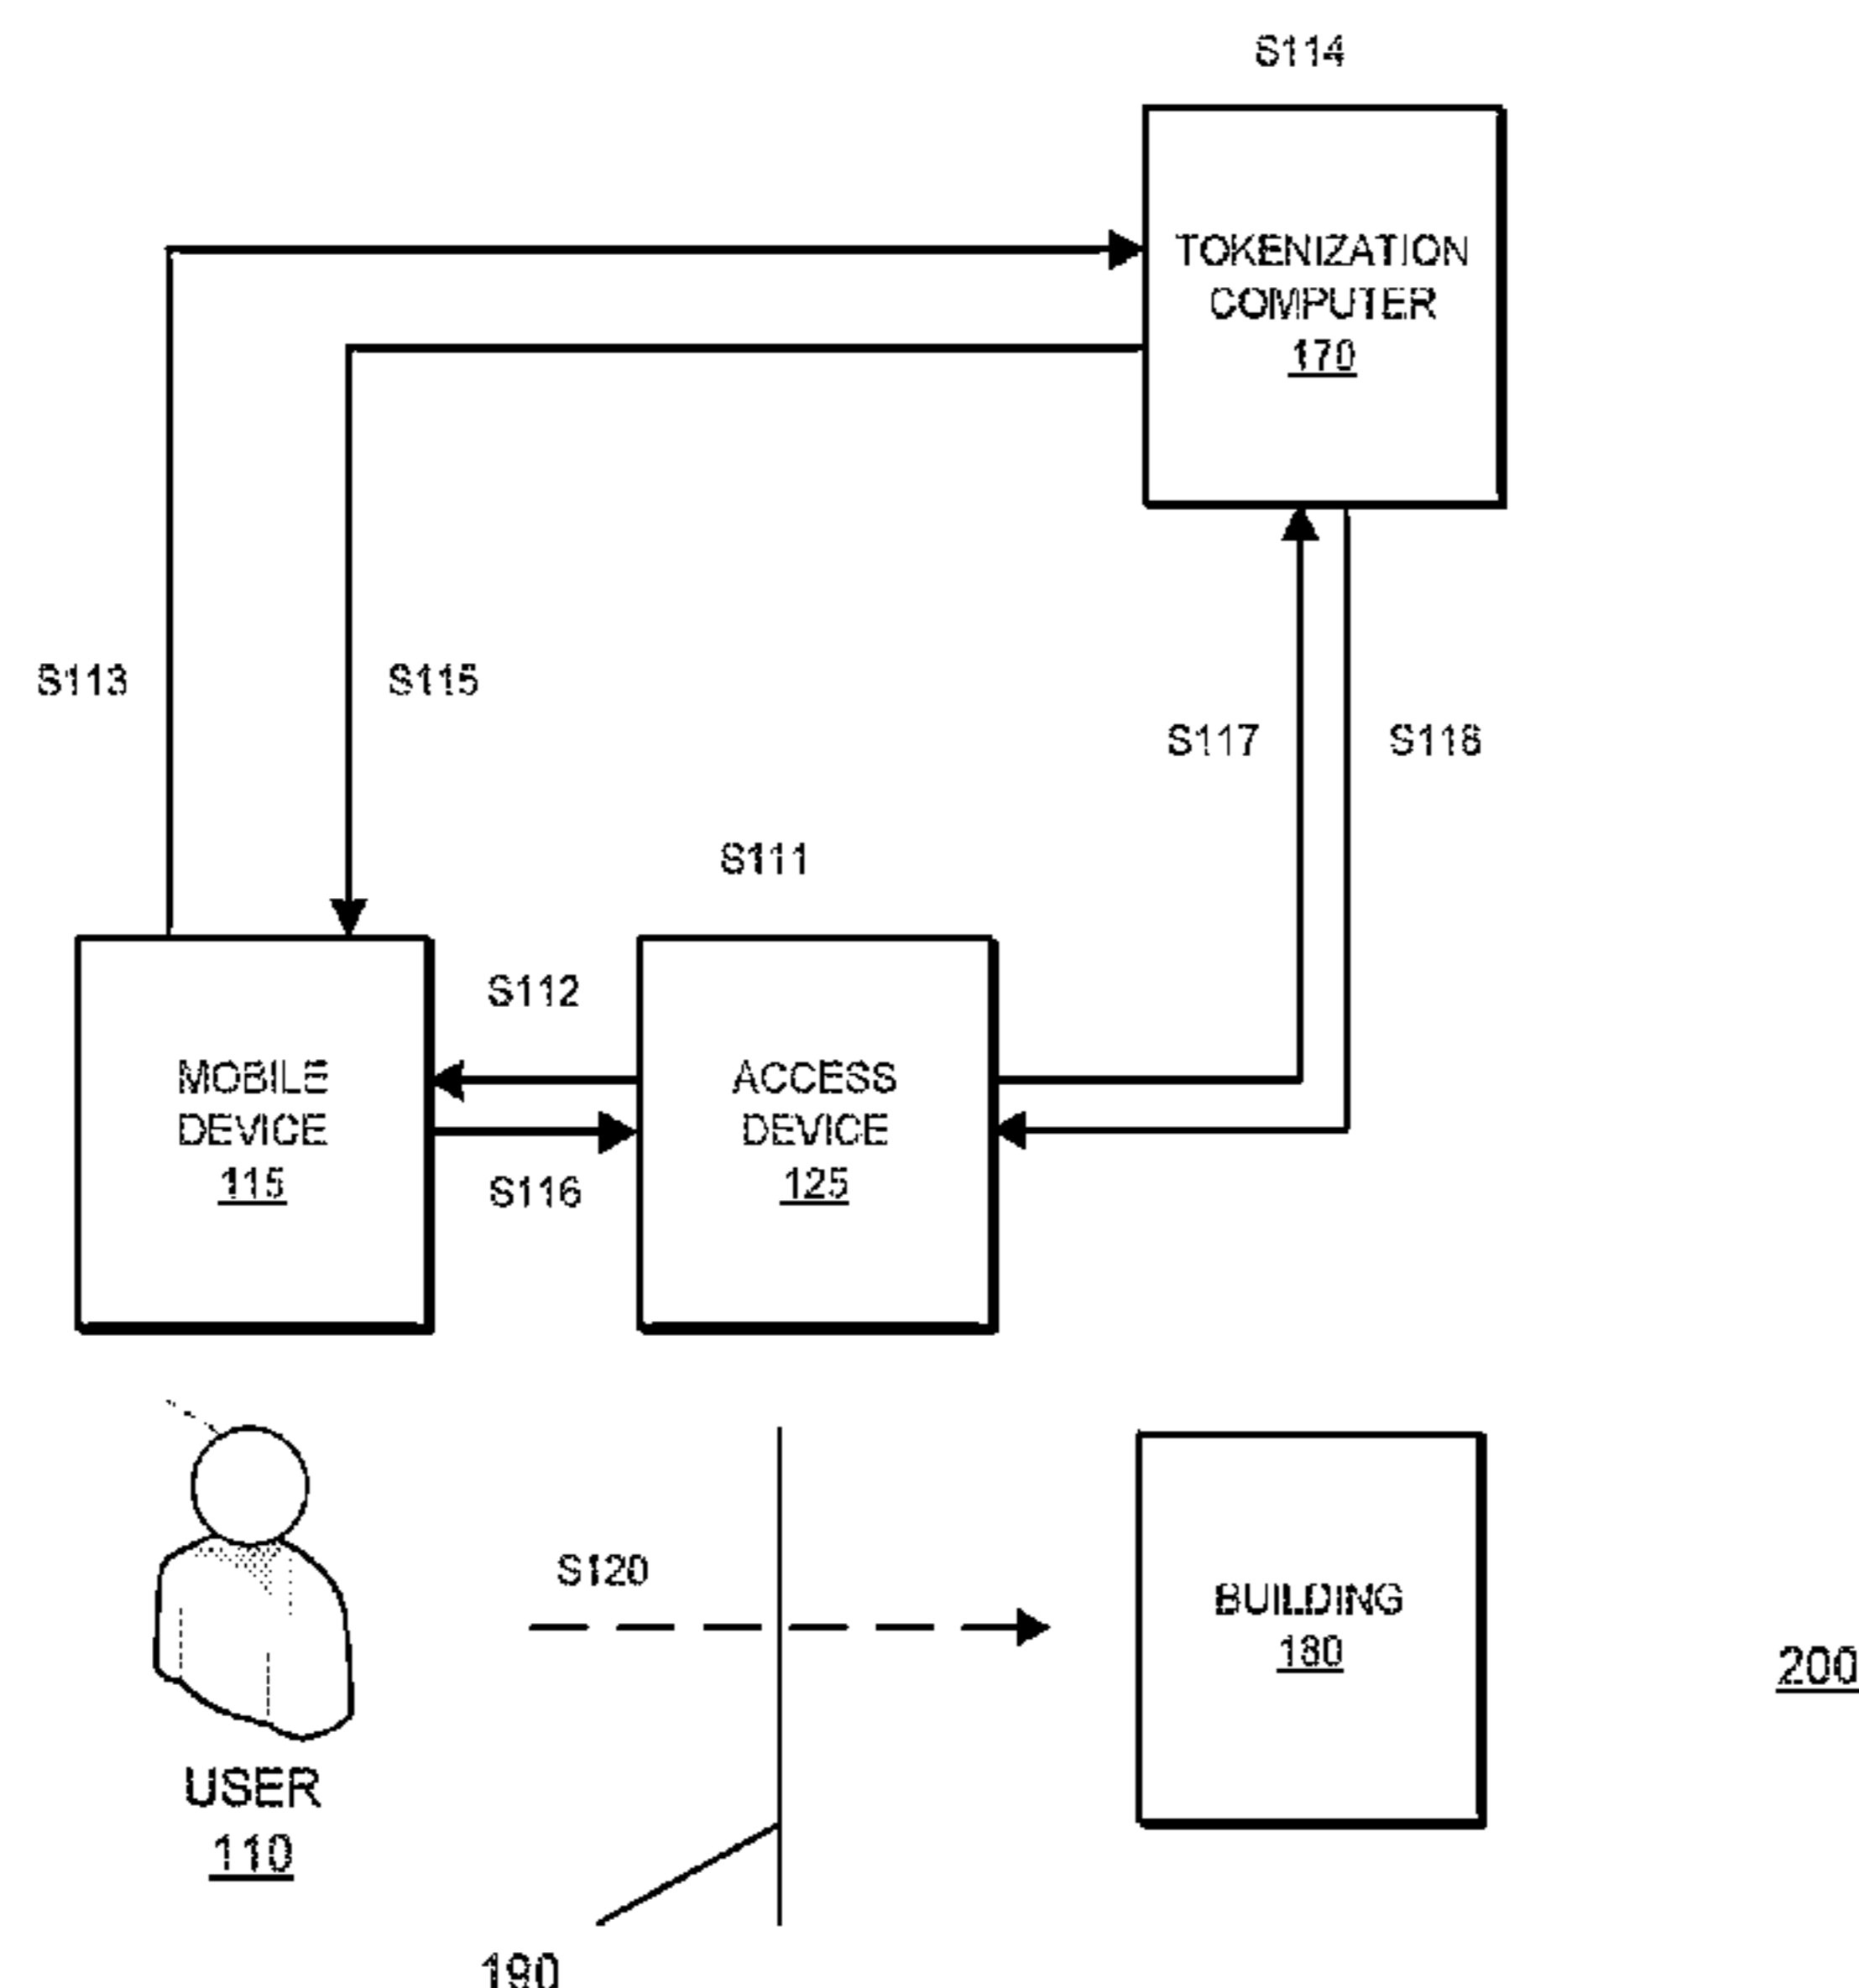 S114
TOKENIZATION
COMPUTER
170
S113
S115
S117
S118
S111
S112
MOBILE
DEVICE
115
ACCESS
DEVICE
125
S116
S120
BUILDING
180
200
USER
110
190